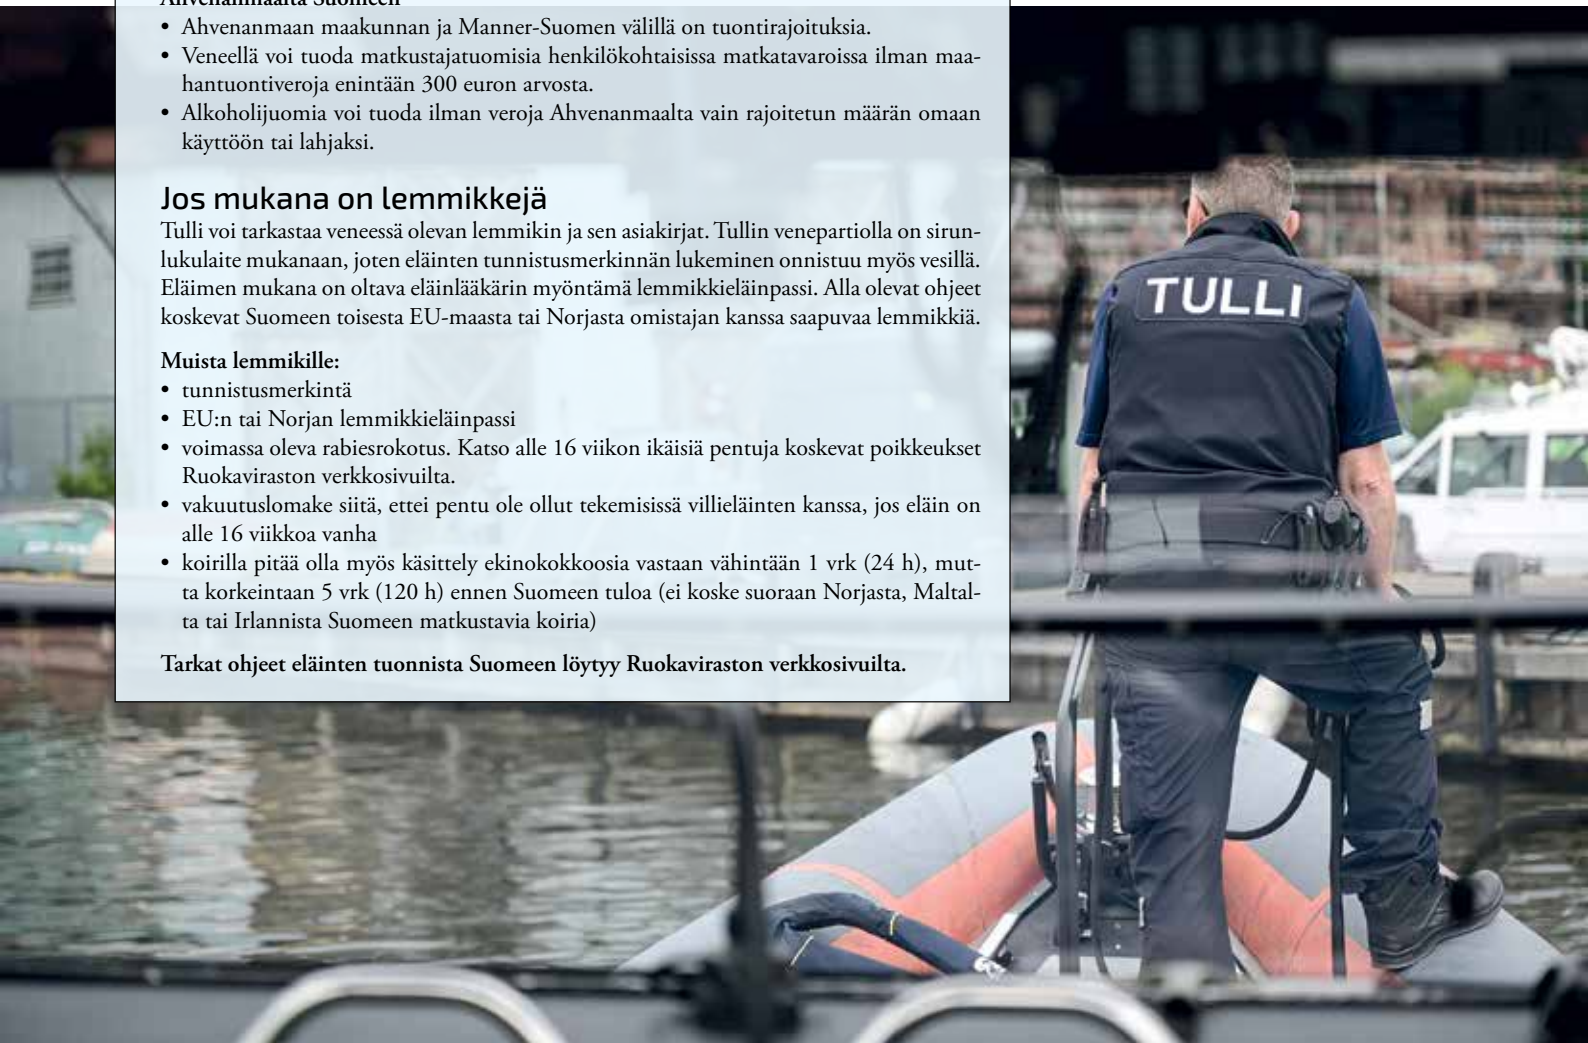 Ahvenanmaalta Suomeen
• Ahvenanmaan maakunnan ja Manner-Suomen välillä on tuontirajoituksia.
• Veneellä voi tuoda matkustajatuomisia henkilökohtaisissa matkatavaroissa ilman maa-
hantuontiveroja enintään 300 euron arvosta.
• Alkoholijuomia voi tuoda ilman veroja Ahvenanmaalta vain rajoitetun määrän omaan
käyttöön tai lahjaksi.
Jos mukana on lemmikkejä
Tulli voi tarkastaa veneessä olevan lemmikin ja sen asiakirjat. Tullin venepartiolla on sirun-
lukulaite mukanaan, joten eläinten tunnistusmerkinnän lukeminen onnistuu myös vesillä.
Eläimen mukana on oltava eläinlääkärin myöntämä lemmikkieläinpassi. Alla olevat ohjeet
koskevat Suomeen toisesta EU-maasta tai Norjasta omistajan kanssa saapuvaa lemmikkiä.
Muista lemmikille:
• tunnistusmerkintä
• EU:n tai Norjan lemmikkieläinpassi
• voimassa oleva rabiesrokotus. Katso alle 16 viikon ikäisiä pentuja koskevat poikkeukset
Ruokaviraston verkkosivuilta.
• vakuutuslomake siitä, ettei pentu ole ollut tekemisissä villieläinten kanssa, jos eläin on
alle 16 viikkoa vanha
• koirilla pitää olla myös käsittely ekinokokkoosia vastaan vähintään 1 vrk (24 h), mut-
ta korkeintaan 5 vrk (120 h) ennen Suomeen tuloa (ei koske suoraan Norjasta, Maltal-
ta tai Irlannista Suomeen matkustavia koiria)
Tarkat ohjeet eläinten tuonnista Suomeen löytyy Ruokaviraston verkkosivuilta.
TULLI